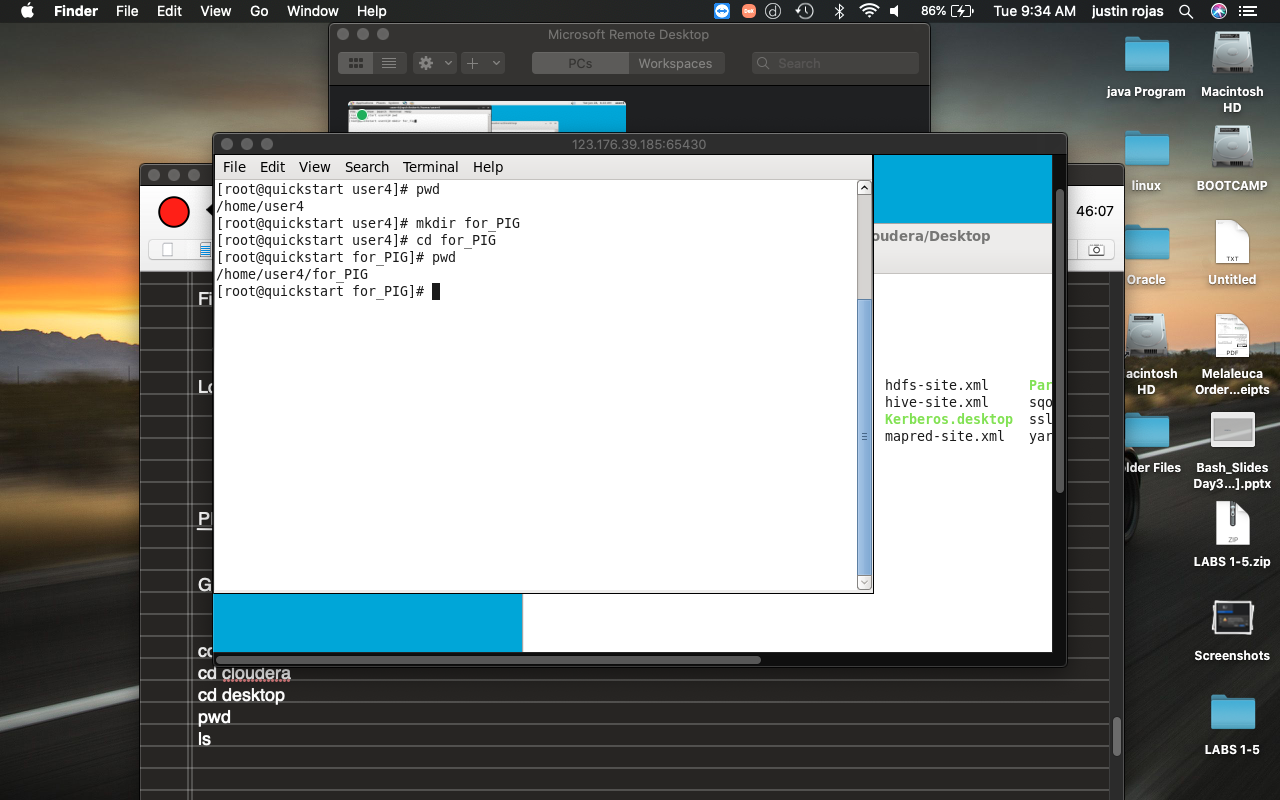 Finder File Edit View Go Window Help
86% Tue 9:34 AM justin rojas
Microsoft Remote Desktop
PCs Workspaces Search
123.176.39.185:65430
File Edit View Search Terminal Help
[root@quickstart user4]# pwd
/home/user4
[root@quickstart user4]# mkdir for_PIG
[root@quickstart user4]# cd for_PIG
[root@quickstart for_PIG]# pwd
/home/user4/for_PIG
[root@quickstart for_PIG]#
oudera/Desktop
hdfs-site.xml Par
hive-site.xml sqo
Kerberos.desktop ssl
mapred-site.xml yar
46:07
Fi
Lo
G
cd cloudera
cd desktop
pwd
ls
java Program
Macintosh
HD
linux
BOOTCAMP
Oracle
TXT
Untitled
acintosh
HD
PDF
Melaleuca
Order...eipts
lder Files
Bash_Slides
Day3...].pptx
ZIP
LABS 1-5.zip
Screenshots
LABS 1-5